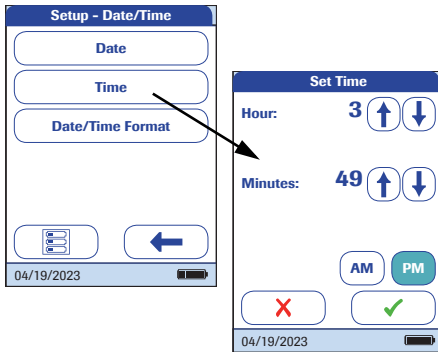 Setup - Date/Time
Date
Time
Date/Time Format
04/19/2023
Set Time
Hour: 3
Minutes: 49
AM PM
04/19/2023